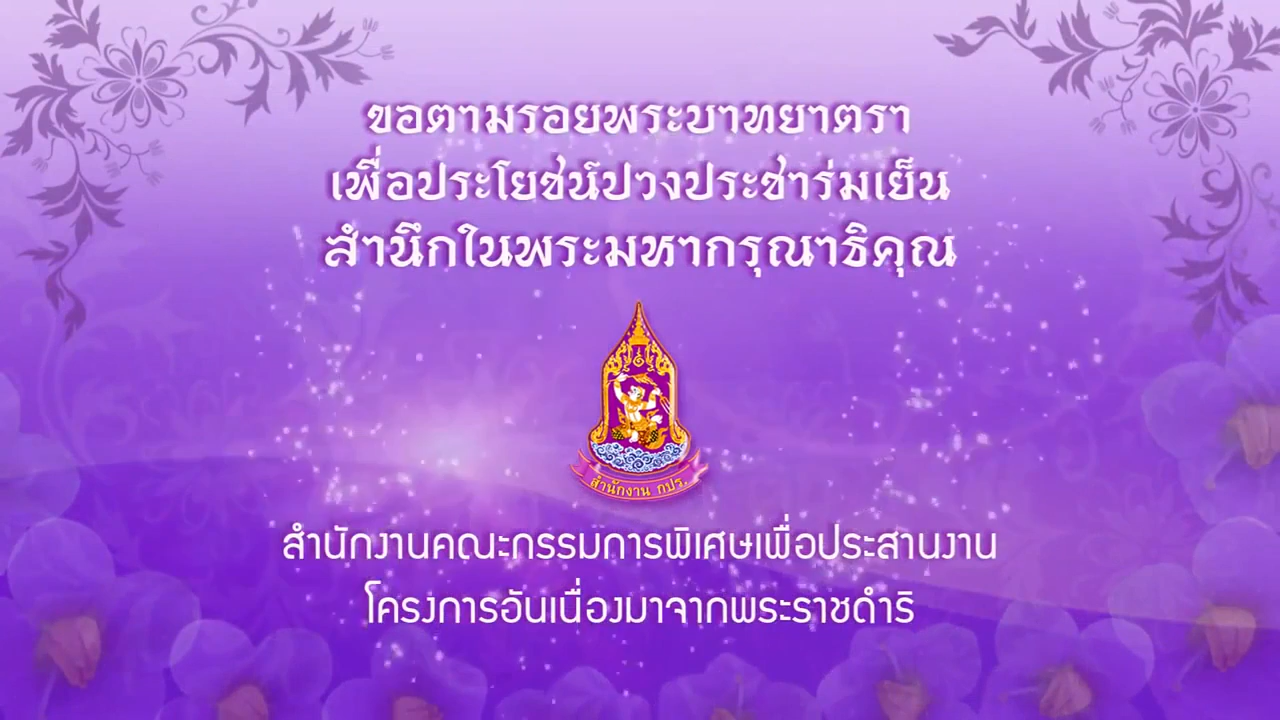 ขอตามรอยพระบาทยาตรา
เพื่อประโยชน์ปวงประชาร่มเย็น
สำนึกในพระมหากรุณาธิคุณ
สำนักงาน กปร.
สำนักงานคณะกรรมการพิเศษเพื่อประสานงาน
โครงการอันเนื่องมาจากพระราชดำริ